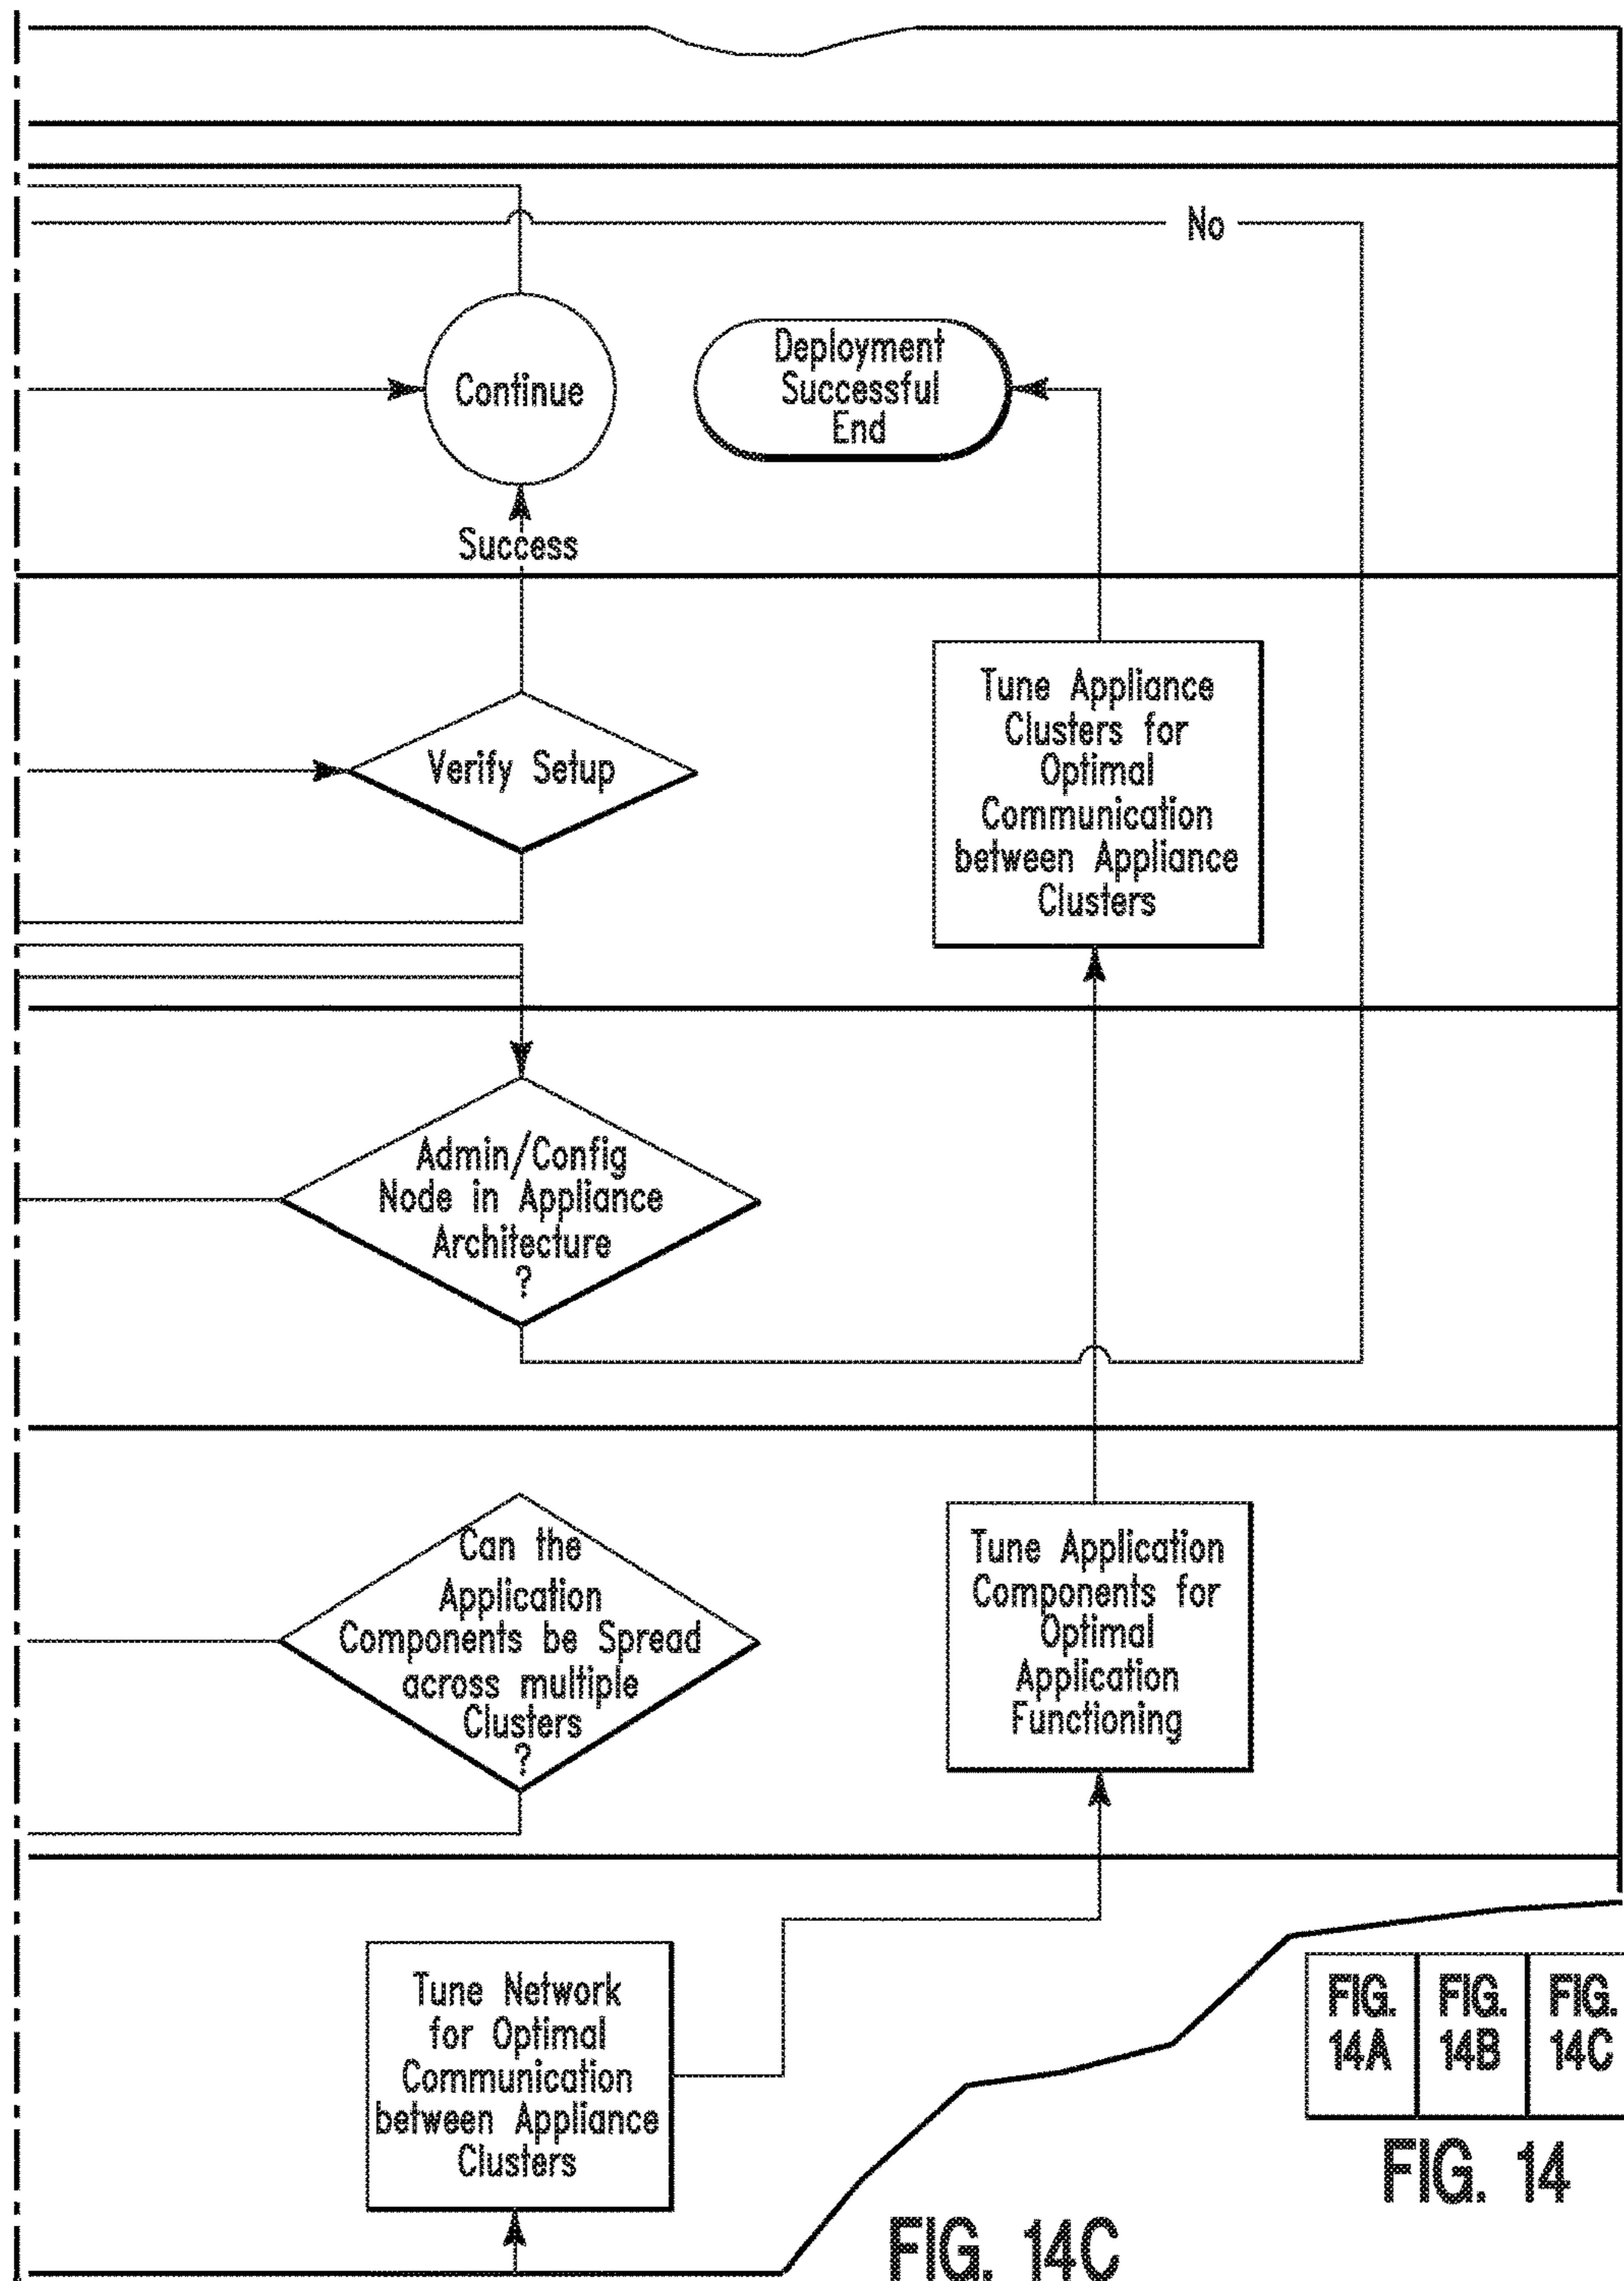 No
Continue
Deployment
Successful
End
Success
Verify Setup
Tune Appliance
Clusters for
Optimal
Communication
between Appliance
Clusters
Admin/Config
Node in Appliance
Architecture
?
Can the
Application
Components be Spread
across multiple
Clusters
?
Tune Application
Components for
Optimal
Application
Functioning
Tune Network
for Optimal
Communication
between Appliance
Clusters
FIG.
14A
FIG.
14B
FIG.
14C
FIG. 14
FIG. 14C